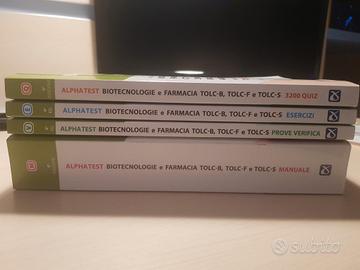 ALPHATEST BIOTECNOLOGIE e FARMACIA TOLC-B, TOLC-F e TOLC-S 3200 QUIZ
ALPHATEST BIOTECNOLOGIE e FARMACIA TOLC-B, TOLC-F e TOLC-S ESERCIZI
ALPHATEST BIOTECNOLOGIE e FARMACIA TOLC-B, TOLC-F e TOLC-S PROVE VERIFICA
ALPHATEST BIOTECNOLOGIE e FARMACIA TOLC-B, TOLC-F e TOLC-S MANUALE
subito